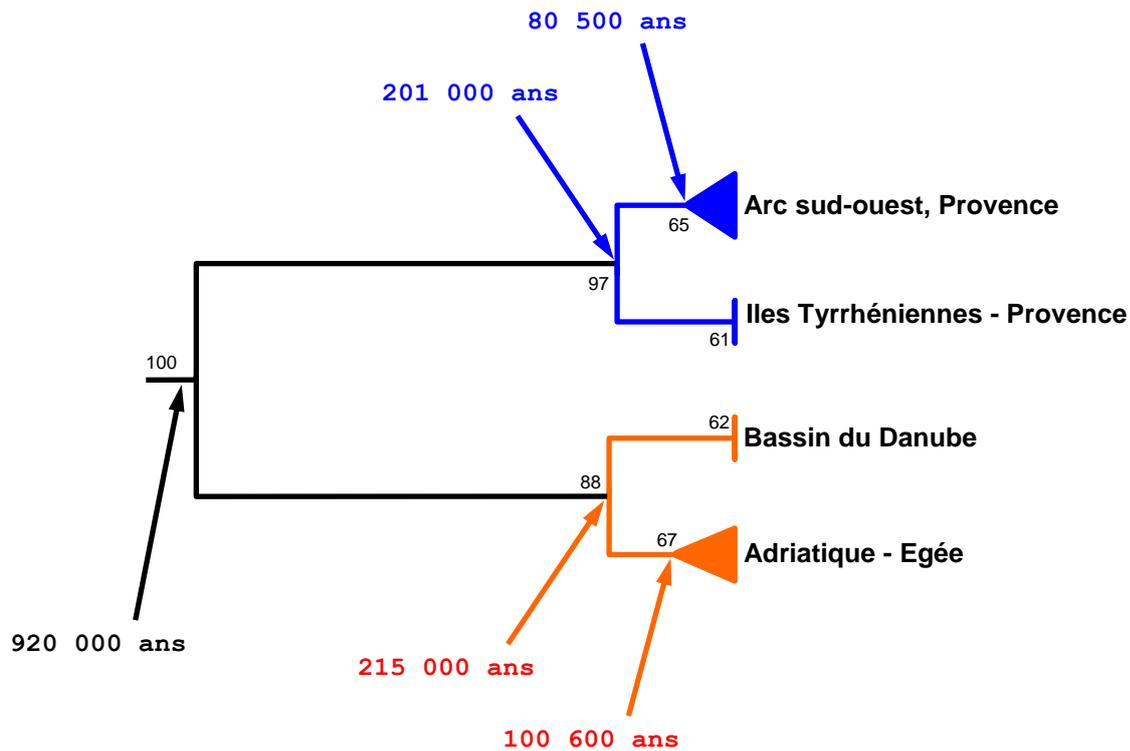 80 500 ans
201 000 ans
Arc sud-ouest, Provence
65
97
Iles Tyrrhéniennes - Provence
61
100
62
Bassin du Danube
88
67
Adriatique - Egée
920 000 ans
215 000 ans
100 600 ans